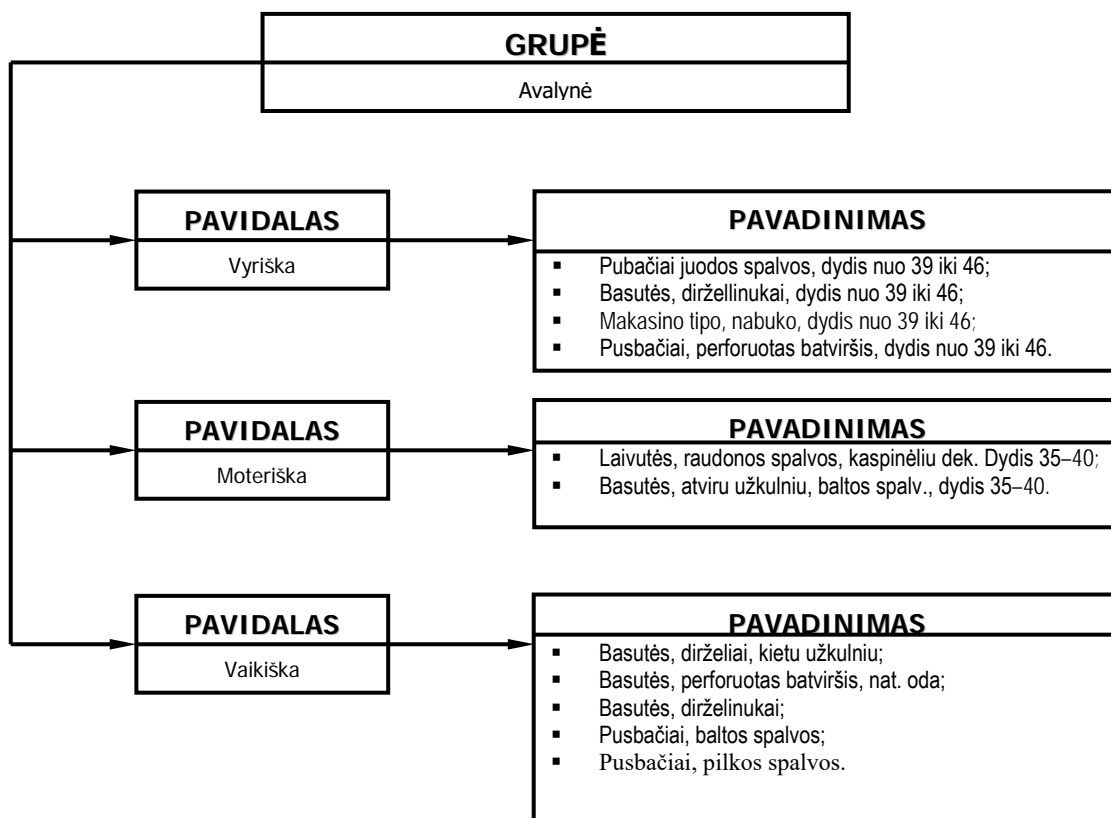 GRUPĖ
Avalynė
PAVIDALAS
Vyriška
PAVADINIMAS
▪ Pubačiai juodos spalvos, dydis nuo 39 iki 46;
▪ Basutės, diržellinukai, dydis nuo 39 iki 46;
▪ Makasino tipo, nabuko, dydis nuo 39 iki 46;
▪ Pusbačiai, perforuotas batviršis, dydis nuo 39 iki 46.
PAVIDALAS
Moteriška
PAVADINIMAS
▪ Laivutės, raudonos spalvos, kaspinėliu dek. Dydis 35–40;
▪ Basutės, atviru užkulniu, baltos spalv., dydis 35–40.
PAVIDALAS
Vaikiška
PAVADINIMAS
▪ Basutės, dirželiai, kietu užkulniu;
▪ Basutės, perforuotas batviršis, nat. oda;
▪ Basutės, dirželinukai;
▪ Pusbačiai, baltos spalvos;
▪ Pusbačiai, pilkos spalvos.